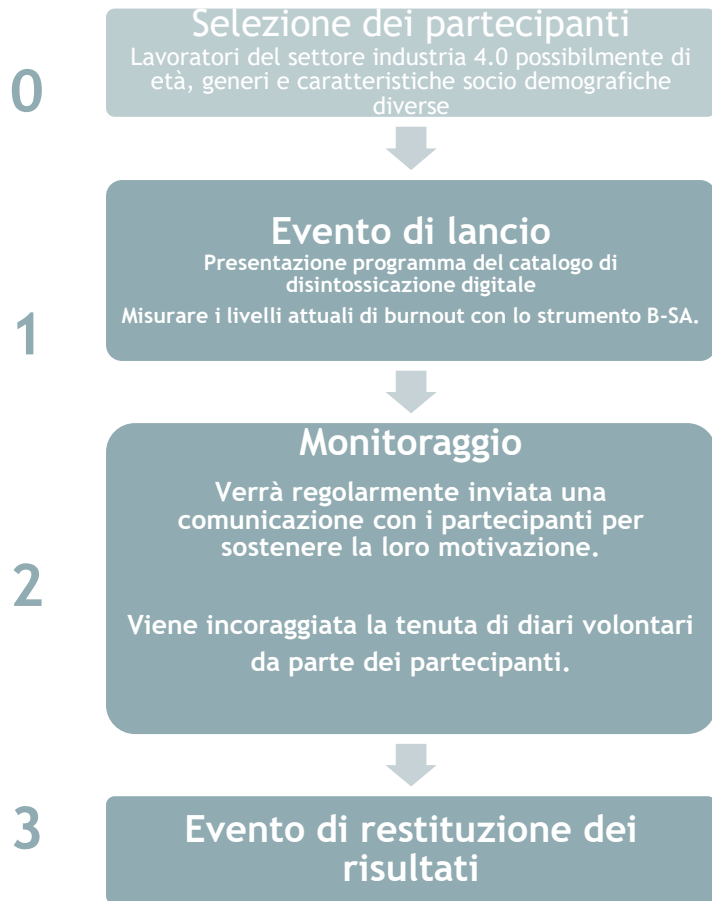 Selezione dei partecipanti
Lavoratori del settore industria 4.0 possibilmente di
età, generi e caratteristiche socio demografiche
diverse
0
Evento di lancio
Presentazione programma del catalogo di
disintossicazione digitale
Misurare i livelli attuali di burnout con lo strumento B-SA.
1
Monitoraggio
Verrà regolarmente inviata una
comunicazione con i partecipanti per
sostenere la loro motivazione.
2
Viene incoraggiata la tenuta di diari volontari
da parte dei partecipanti.
3
Evento di restituzione dei
risultati